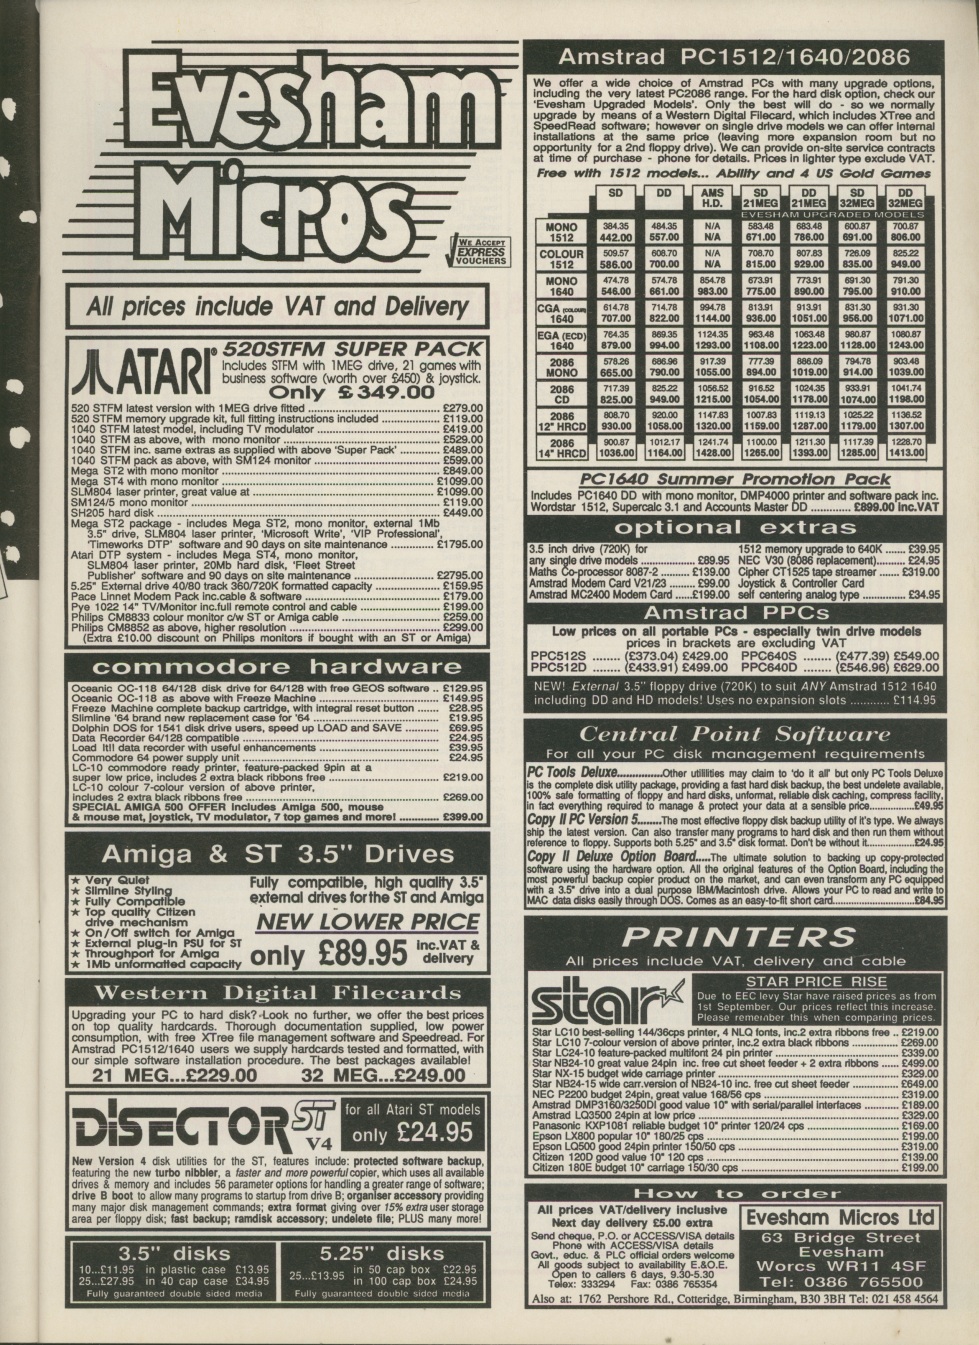 Evesham
Micros
WE ACCEPT
EXPRESS
VOUCHERS
All prices include VAT and Delivery
ATARI®
520STFM SUPER PACK
Includes STFM with 1MEG drive, 21 games with
business software (worth over £450) & joystick.
Only £349.00
520 STFM latest version with 1MEG drive fitted ... £279.00
520 STFM memory upgrade kit, full fitting instructions included ... £119.00
1040 STFM latest model, including TV modulator ... £419.00
1040 STFM as above, with mono monitor ... £529.00
1040 STFM inc. same extras as supplied with above 'Super Pack' ... £489.00
1040 STFM pack as above, with SM124 monitor ... £599.00
Mega ST2 with mono monitor ... £849.00
Mega ST4 with mono monitor ... £1099.00
SLM804 laser printer, great value at ... £1099.00
SM124/5 mono monitor ... £119.00
SH205 hard disk ... £449.00
Mega ST2 package - includes Mega ST2, mono monitor, external 1Mb
3.5" drive, SLM804 laser printer, 'Microsoft Write', 'VIP Professional',
'Timeworks DTP' software and 90 days on site maintenance ... £1795.00
Atari DTP system - includes Mega ST4, mono monitor,
SLM804 laser printer, 20Mb hard disk, 'Fleet Street
Publisher' software and 90 days on site maintenance ... £2795.00
5.25" External drive 40/80 track 360/720K formatted capacity ... £159.95
Pace Linnet Modem Pack inc.cable & software ... £179.00
Pye 1022 14" TV/Monitor inc.full remote control and cable ... £199.00
Philips CM8833 colour monitor c/w ST or Amiga cable ... £259.00
Philips CM8852 as above, higher resolution ... £299.00
(Extra £10.00 discount on Philips monitors if bought with an ST or Amiga)
commodore hardware
Oceanic OC-118 64/128 disk drive for 64/128 with free GEOS software .. £129.95
Oceanic OC-118 as above with Freeze Machine ... £149.95
Freeze Machine complete backup cartridge, with integral reset button ... £28.95
Slimline '64 brand new replacement case for '64 ... £19.95
Dolphin DOS for 1541 disk drive users, speed up LOAD and SAVE ... £69.95
Data Recorder 64/128 compatible ... £24.95
Load It!! data recorder with useful enhancements ... £39.95
Commodore 64 power supply unit ... £24.95
LC-10 commodore ready printer, feature-packed 9pin at a
super low price, includes 2 extra black ribbons free ... £219.00
LC-10 colour 7-colour version of above printer,
includes 2 extra black ribbons free ... £269.00
SPECIAL AMIGA 500 OFFER Includes Amiga 500, mouse
& mouse mat, joystick, TV modulator, 7 top games and more! ... £399.00
Amiga & ST 3.5" Drives
★ Very Quiet
★ Slimline Styling
★ Fully Compatible
★ Top quality Citizen
drive mechanism
★ On/Off switch for Amiga
★ External plug-in PSU for ST
★ Throughport for Amiga
★ 1Mb unformatted capacity
Fully compatible, high quality 3.5"
external drives for the ST and Amiga
NEW LOWER PRICE
only £89.95 inc.VAT & delivery
Western Digital Filecards
Upgrading your PC to hard disk? Look no further, we offer the best prices
on top quality hardcards. Thorough documentation supplied, low power
consumption, with free XTree file management software and Speedread. For
Amstrad PC1512/1640 users we supply hardcards tested and formatted, with
our simple software installation procedure. The best packages available!
21 MEG...£229.00 32 MEG...£249.00
DISECTOR ST V4
for all Atari ST models
only £24.95
New Version 4 disk utilities for the ST, features include: protected software backup,
featuring the new turbo nibbler, a faster and more powerful copier, which uses all available
drives & memory and includes 56 parameter options for handling a greater range of software;
drive B boot to allow many programs to startup from drive B; organiser accessory providing
many major disk management commands; extra format giving over 15% extra user storage
area per floppy disk; fast backup; ramdisk accessory; undelete file; PLUS many more!
3.5" disks
10...£11.95 in plastic case £13.95
25...£27.95 in 40 cap case £34.95
Fully guaranteed double sided media
5.25" disks
25...£13.95 in 50 cap box £22.95
in 100 cap box £24.95
Fully guaranteed double sided media
Amstrad PC1512/1640/2086
We offer a wide choice of Amstrad PCs with many upgrade options,
including the very latest PC2086 range. For the hard disk option, check our
'Evesham Upgraded Models'. Only the best will do - so we normally
upgrade by means of a Western Digital Filecard, which includes XTree and
SpeedRead software; however on single drive models we can offer internal
installations at the same price (leaving more expansion room but no
opportunity for a 2nd floppy drive). We can provide on-site service contracts
at time of purchase - phone for details. Prices in lighter type exclude VAT.
Free with 1512 models... Ability and 4 US Gold Games
SD DD AMS H.D. SD 21MEG DD 21MEG SD 32MEG DD 32MEG
EVESHAM UPGRADED MODELS
MONO 384.35 484.35 N/A 583.48 683.48 600.87 700.87
1512 442.00 557.00 N/A 671.00 786.00 691.00 806.00
COLOUR 509.57 608.70 N/A 708.70 807.83 726.09 825.22
1512 586.00 700.00 N/A 815.00 929.00 835.00 949.00
MONO 474.78 574.78 854.78 673.91 773.91 691.30 791.30
1640 546.00 661.00 983.00 775.00 890.00 795.00 910.00
CGA (COLOUR) 614.78 714.78 994.78 813.91 913.91 831.30 931.30
1640 707.00 822.00 1144.00 936.00 1051.00 956.00 1071.00
EGA (ECD) 764.35 869.35 1124.35 963.48 1063.48 980.87 1080.87
1640 879.00 994.00 1293.00 1108.00 1223.00 1128.00 1243.00
2086 578.26 686.96 917.39 777.39 886.09 794.78 903.48
MONO 665.00 790.00 1055.00 894.00 1019.00 914.00 1039.00
2086 717.39 825.22 1056.52 916.52 1024.35 933.91 1041.74
CD 825.00 949.00 1215.00 1054.00 1178.00 1074.00 1198.00
2086 808.70 920.00 1147.83 1007.83 1119.13 1025.22 1136.52
12" HRCD 930.00 1058.00 1320.00 1159.00 1287.00 1179.00 1307.00
2086 900.87 1012.17 1241.74 1100.00 1211.30 1117.39 1228.70
14" HRCD 1036.00 1164.00 1428.00 1265.00 1393.00 1285.00 1413.00
PC1640 Summer Promotion Pack
Includes PC1640 DD with mono monitor, DMP4000 printer and software pack inc.
Wordstar 1512, Supercalc 3.1 and Accounts Master DD ... £899.00 inc.VAT
optional extras
3.5 inch drive (720K) for
any single drive models ... £89.95
Maths Co-processor 8087-2 ... £139.00
Amstrad Modem Card V21/23 ... £99.00
Amstrad MC2400 Modem Card ... £199.00
1512 memory upgrade to 640K ... £39.95
NEC V30 (8086 replacement) ... £24.95
Cipher CT1525 tape streamer ... £319.00
Joystick & Controller Card
self centering analog type ... £34.95
Amstrad PPCs
Low prices on all portable PCs - especially twin drive models
prices in brackets are excluding VAT
PPC512S ... (£373.04) £429.00 PPC640S ... (£477.39) £549.00
PPC512D ... (£433.91) £499.00 PPC640D ... (£546.96) £629.00
NEW! External 3.5" floppy drive (720K) to suit ANY Amstrad 1512 1640
including DD and HD models! Uses no expansion slots ... £114.95
Central Point Software
For all your PC disk management requirements
PC Tools Deluxe...Other utilities may claim to 'do it all' but only PC Tools Deluxe
is the complete disk utility package, providing a fast hard disk backup, the best undelete available,
100% safe formatting of floppy and hard disks, unformat, reliable disk caching, compress facility,
in fact everything required to manage & protect your data at a sensible price...£49.95
Copy II PC Version 5...The most effective floppy disk backup utility of it's type. We always
ship the latest version. Can also transfer many programs to hard disk and then run them without
reference to floppy. Supports both 5.25" and 3.5" disk format. Don't be without it...£24.95
Copy II Deluxe Option Board.....The ultimate solution to backing up copy-protected
software using the hardware option. All the original features of the Option Board, including the
most powerful backup copier product on the market, and can even transform any PC equipped
with a 3.5" drive into a dual purpose IBM/Macintosh drive. Allows your PC to read and write to
MAC data disks easily through DOS. Comes as an easy-to-fit short card...£84.95
PRINTERS
All prices include VAT, delivery and cable
star
STAR PRICE RISE
Due to EEC levy Star have raised prices as from
1st September. Our prices reflect this increase.
Please remember this when comparing prices.
Star LC10 best-selling 144/36cps printer, 4 NLQ fonts, inc.2 extra ribbons free .. £219.00
Star LC10 7-colour version of above printer, inc.2 extra black ribbons ... £269.00
Star LC24-10 feature-packed multifont 24 pin printer ... £339.00
Star NB24-10 great value 24pin inc. free cut sheet feeder + 2 extra ribbons ... £499.00
Star NX-15 budget wide carriage printer ... £329.00
Star NB24-15 wide carr.version of NB24-10 inc. free cut sheet feeder ... £649.00
NEC P2200 budget 24pin, great value 168/56 cps ... £319.00
Amstrad DMP3160/3250DI good value 10" with serial/parallel interfaces ... £189.00
Amstrad LQ3500 24pin at low price ... £329.00
Panasonic KXP1081 reliable budget 10" printer 120/24 cps ... £169.00
Epson LX800 popular 10" 180/25 cps ... £199.00
Epson LQ500 good 24pin printer 150/50 cps ... £319.00
Citizen 120D good value 10" 120 cps ... £139.00
Citizen 180E budget 10" carriage 150/30 cps ... £199.00
How to order
All prices VAT/delivery inclusive
Next day delivery £5.00 extra
Send cheque, P.O. or ACCESS/VISA details
Phone with ACCESS/VISA details
Govt., educ. & PLC official orders welcome
All goods subject to availability E.&O.E.
Open to callers 6 days, 9.30-5.30
Telex: 333294 Fax: 0386 765354
Evesham Micros Ltd
63 Bridge Street
Evesham
Worcs WR11 4SF
Tel: 0386 765500
Also at: 1762 Pershore Rd., Cotteridge, Birmingham, B30 3BH Tel: 021 458 4564